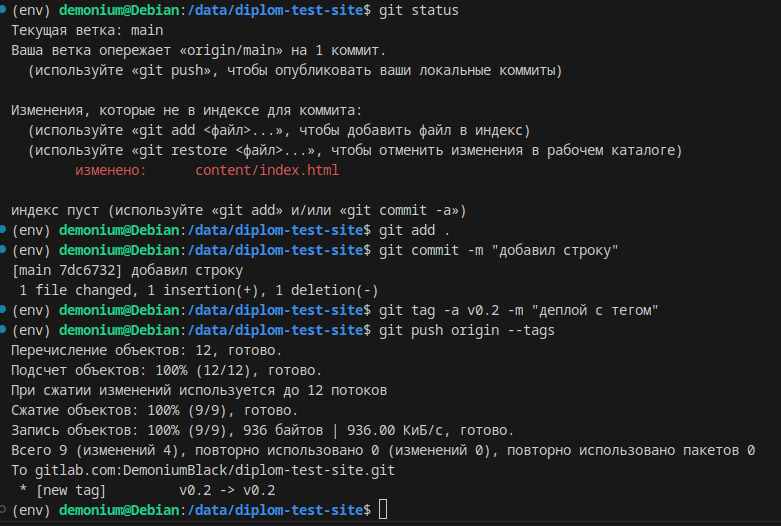 (env) demonium@Debian:/data/diplom-test-site$ git status
Текущая ветка: main
Ваша ветка опережает «origin/main» на 1 коммит.
  (используйте «git push», чтобы опубликовать ваши локальные коммиты)

Изменения, которые не в индексе для коммита:
  (используйте «git add <файл>...», чтобы добавить файл в индекс)
  (используйте «git restore <файл>...», чтобы отменить изменения в рабочем каталоге)
        изменено:      content/index.html

индекс пуст (используйте «git add» и/или «git commit -a»)
(env) demonium@Debian:/data/diplom-test-site$ git add .
(env) demonium@Debian:/data/diplom-test-site$ git commit -m "добавил строку"
[main 7dc6732] добавил строку
 1 file changed, 1 insertion(+), 1 deletion(-)
(env) demonium@Debian:/data/diplom-test-site$ git tag -a v0.2 -m "деплой с тегом"
(env) demonium@Debian:/data/diplom-test-site$ git push origin --tags
Перечисление объектов: 12, готово.
Подсчет объектов: 100% (12/12), готово.
При сжатии изменений используется до 12 потоков
Сжатие объектов: 100% (9/9), готово.
Запись объектов: 100% (9/9), 936 байтов | 936.00 КиБ/с, готово.
Всего 9 (изменений 4), повторно использовано 0 (изменений 0), повторно использовано пакетов 0
To gitlab.com:DemoniumBlack/diplom-test-site.git
 * [new tag]         v0.2 -> v0.2
(env) demonium@Debian:/data/diplom-test-site$